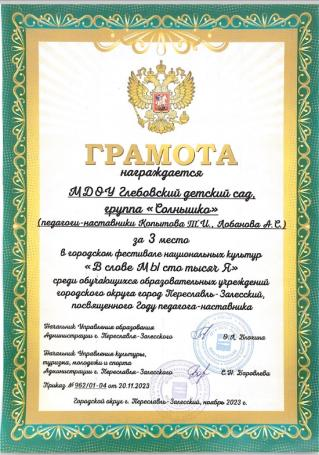 ГРАМОТА
награждается
МДОУ Глебовский детский сад,
группа «Солнышко»
(педагоги-наставники Копытова Т.И., Лобанова А.С.)
за 3 место
в городском фестивале национальных культур
«В слове МЫ сто тысяч Я»
среди обучающихся образовательных учреждений
городского округа город Переславль-Залесский,
посвященного Году педагога-наставника
Начальник Управления образования
Администрации г. Переславля-Залесского
О.Л. Блохина
Начальник Управления культуры,
туризма, молодежи и спорта
Администрации г. Переславля-Залесского
Е.Н. Боровлева
Приказ №962/01-04 от 20.11.2023
Городской округ г. Переславль-Залесский, ноябрь 2023 г.